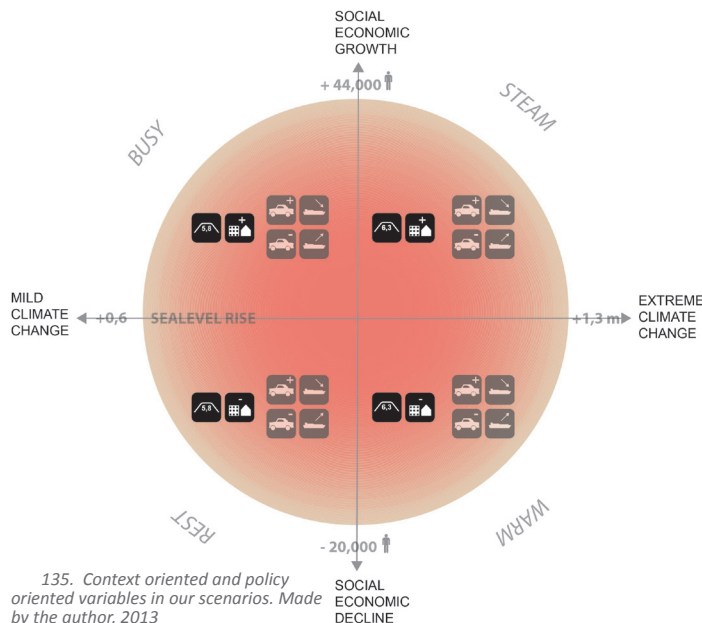 SOCIAL
ECONOMIC
GROWTH
+ 44,000
BUSY
STEAM
5,8
+
+
-
6,3
+
+
-
MILD
CLIMATE
CHANGE
+0,6
SEALEVEL RISE
+1,3 m
EXTREME
CLIMATE
CHANGE
5,8
-
+
-
6,3
-
+
-
REST
WARM
- 20,000
SOCIAL
ECONOMIC
DECLINE
135. Context oriented and policy
oriented variables in our scenarios. Made
by the author, 2013